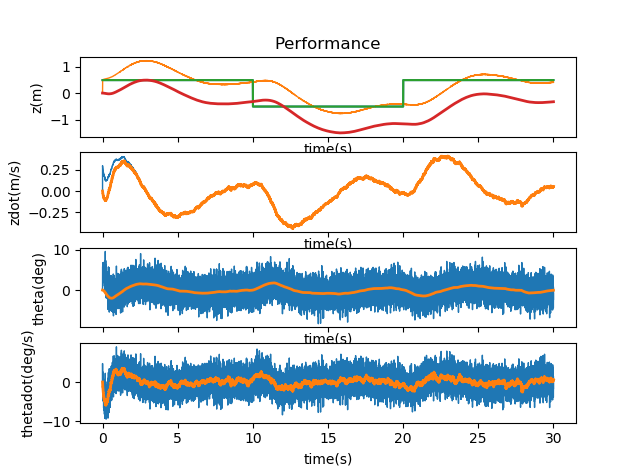 Performance
1
0
−1
z(m)
time(s)
0.25
0.00
−0.25
zdot(m/s)
time(s)
10
0
theta(deg)
time(s)
0
−10
thetadot(deg/s)
0 5 10 15 20 25 30
time(s)